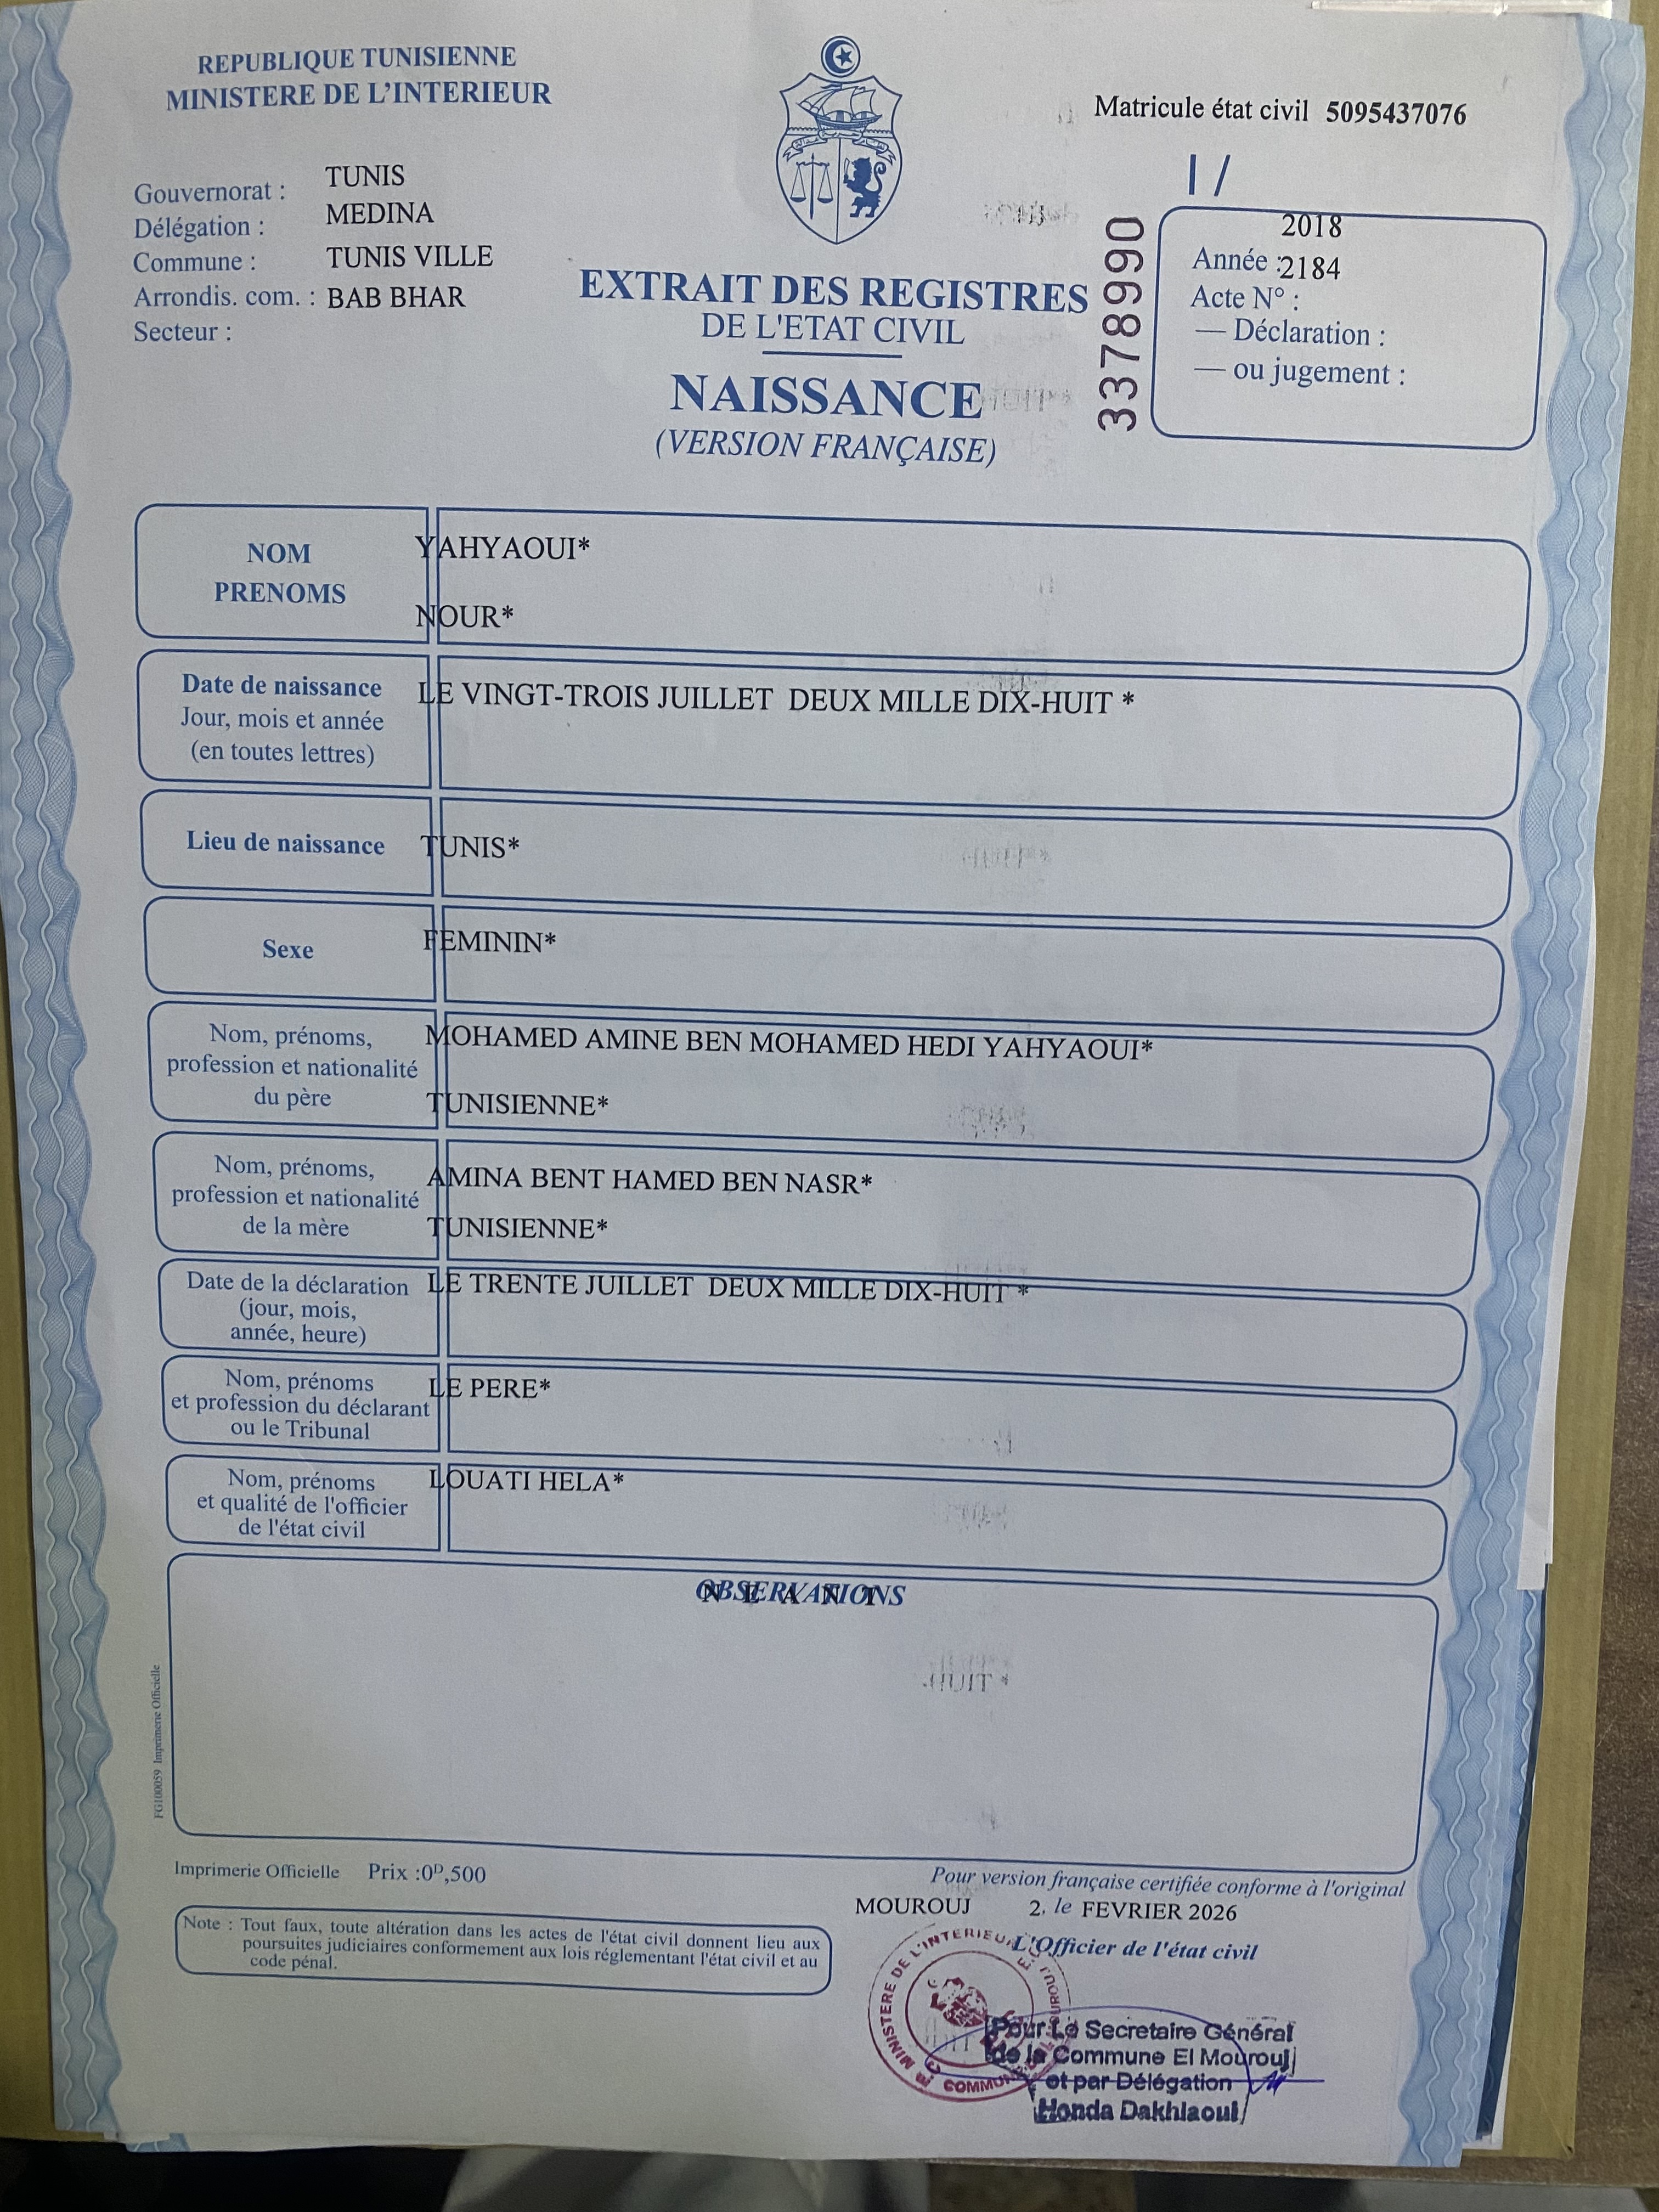 REPUBLIQUE TUNISIENNE
MINISTERE DE L'INTERIEUR
Matricule état civil 5095437076
1 /
Gouvernorat : TUNIS
Délégation : MEDINA
Commune : TUNIS VILLE
Arrondis. com. : BAB BHAR
Secteur :
3378990
2018
Année :2184
Acte N° :
— Déclaration :
— ou jugement :
EXTRAIT DES REGISTRES
DE L'ETAT CIVIL
NAISSANCE
(VERSION FRANÇAISE)
NOM YAHYAOUI*
PRENOMS NOUR*
Date de naissance LE VINGT-TROIS JUILLET DEUX MILLE DIX-HUIT *
Jour, mois et année
(en toutes lettres)
Lieu de naissance TUNIS*
Sexe FEMININ*
Nom, prénoms, MOHAMED AMINE BEN MOHAMED HEDI YAHYAOUI*
profession et nationalité
du père TUNISIENNE*
Nom, prénoms, AMINA BENT HAMED BEN NASR*
profession et nationalité
de la mère TUNISIENNE*
Date de la déclaration LE TRENTE JUILLET DEUX MILLE DIX-HUIT *
(jour, mois,
année, heure)
Nom, prénoms LE PERE*
et profession du déclarant
ou le Tribunal
Nom, prénoms LOUATI HELA*
et qualité de l'officier
de l'état civil
OBSERVATIONS
N E A N T
FG100059 Imprimerie Officielle
Imprimerie Officielle Prix :0ᴰ,500
Pour version française certifiée conforme à l'original
MOUROUJ 2, le FEVRIER 2026
L'Officier de l'état civil
Note : Tout faux, toute altération dans les actes de l'état civil donnent lieu aux
poursuites judiciaires conformement aux lois réglementant l'état civil et au
code pénal.
MINISTERE DE L'INTERIEUR
COMMUNE
Pour Le Secretaire Général
de la Commune El Mourouj
et par Délégation
Honda Dakhlaoui